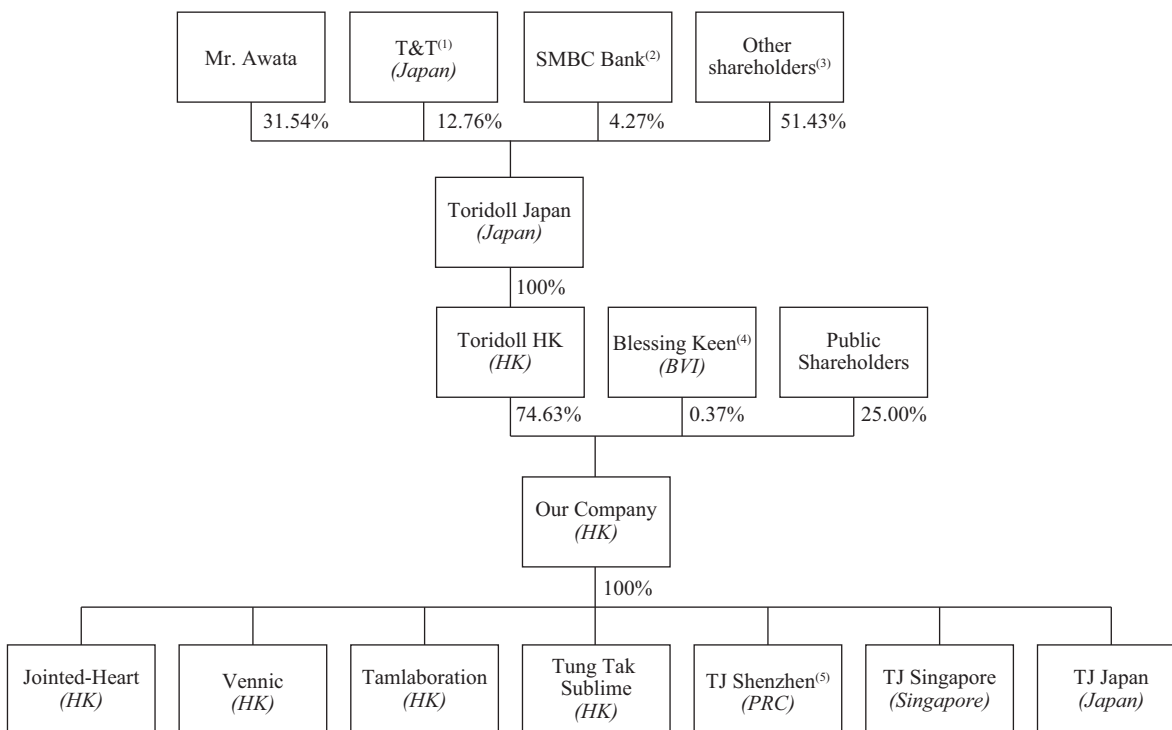 Mr. Awata
T&T(1)
(Japan)
SMBC Bank(2)
Other
shareholders(3)
31.54%
12.76%
4.27%
51.43%
Toridoll Japan
(Japan)
100%
Toridoll HK
(HK)
Blessing Keen(4)
(BVI)
Public
Shareholders
74.63%
0.37%
25.00%
Our Company
(HK)
100%
Jointed-Heart
(HK)
Vennic
(HK)
Tamlaboration
(HK)
Tung Tak
Sublime
(HK)
TJ Shenzhen(5)
(PRC)
TJ Singapore
(Singapore)
TJ Japan
(Japan)